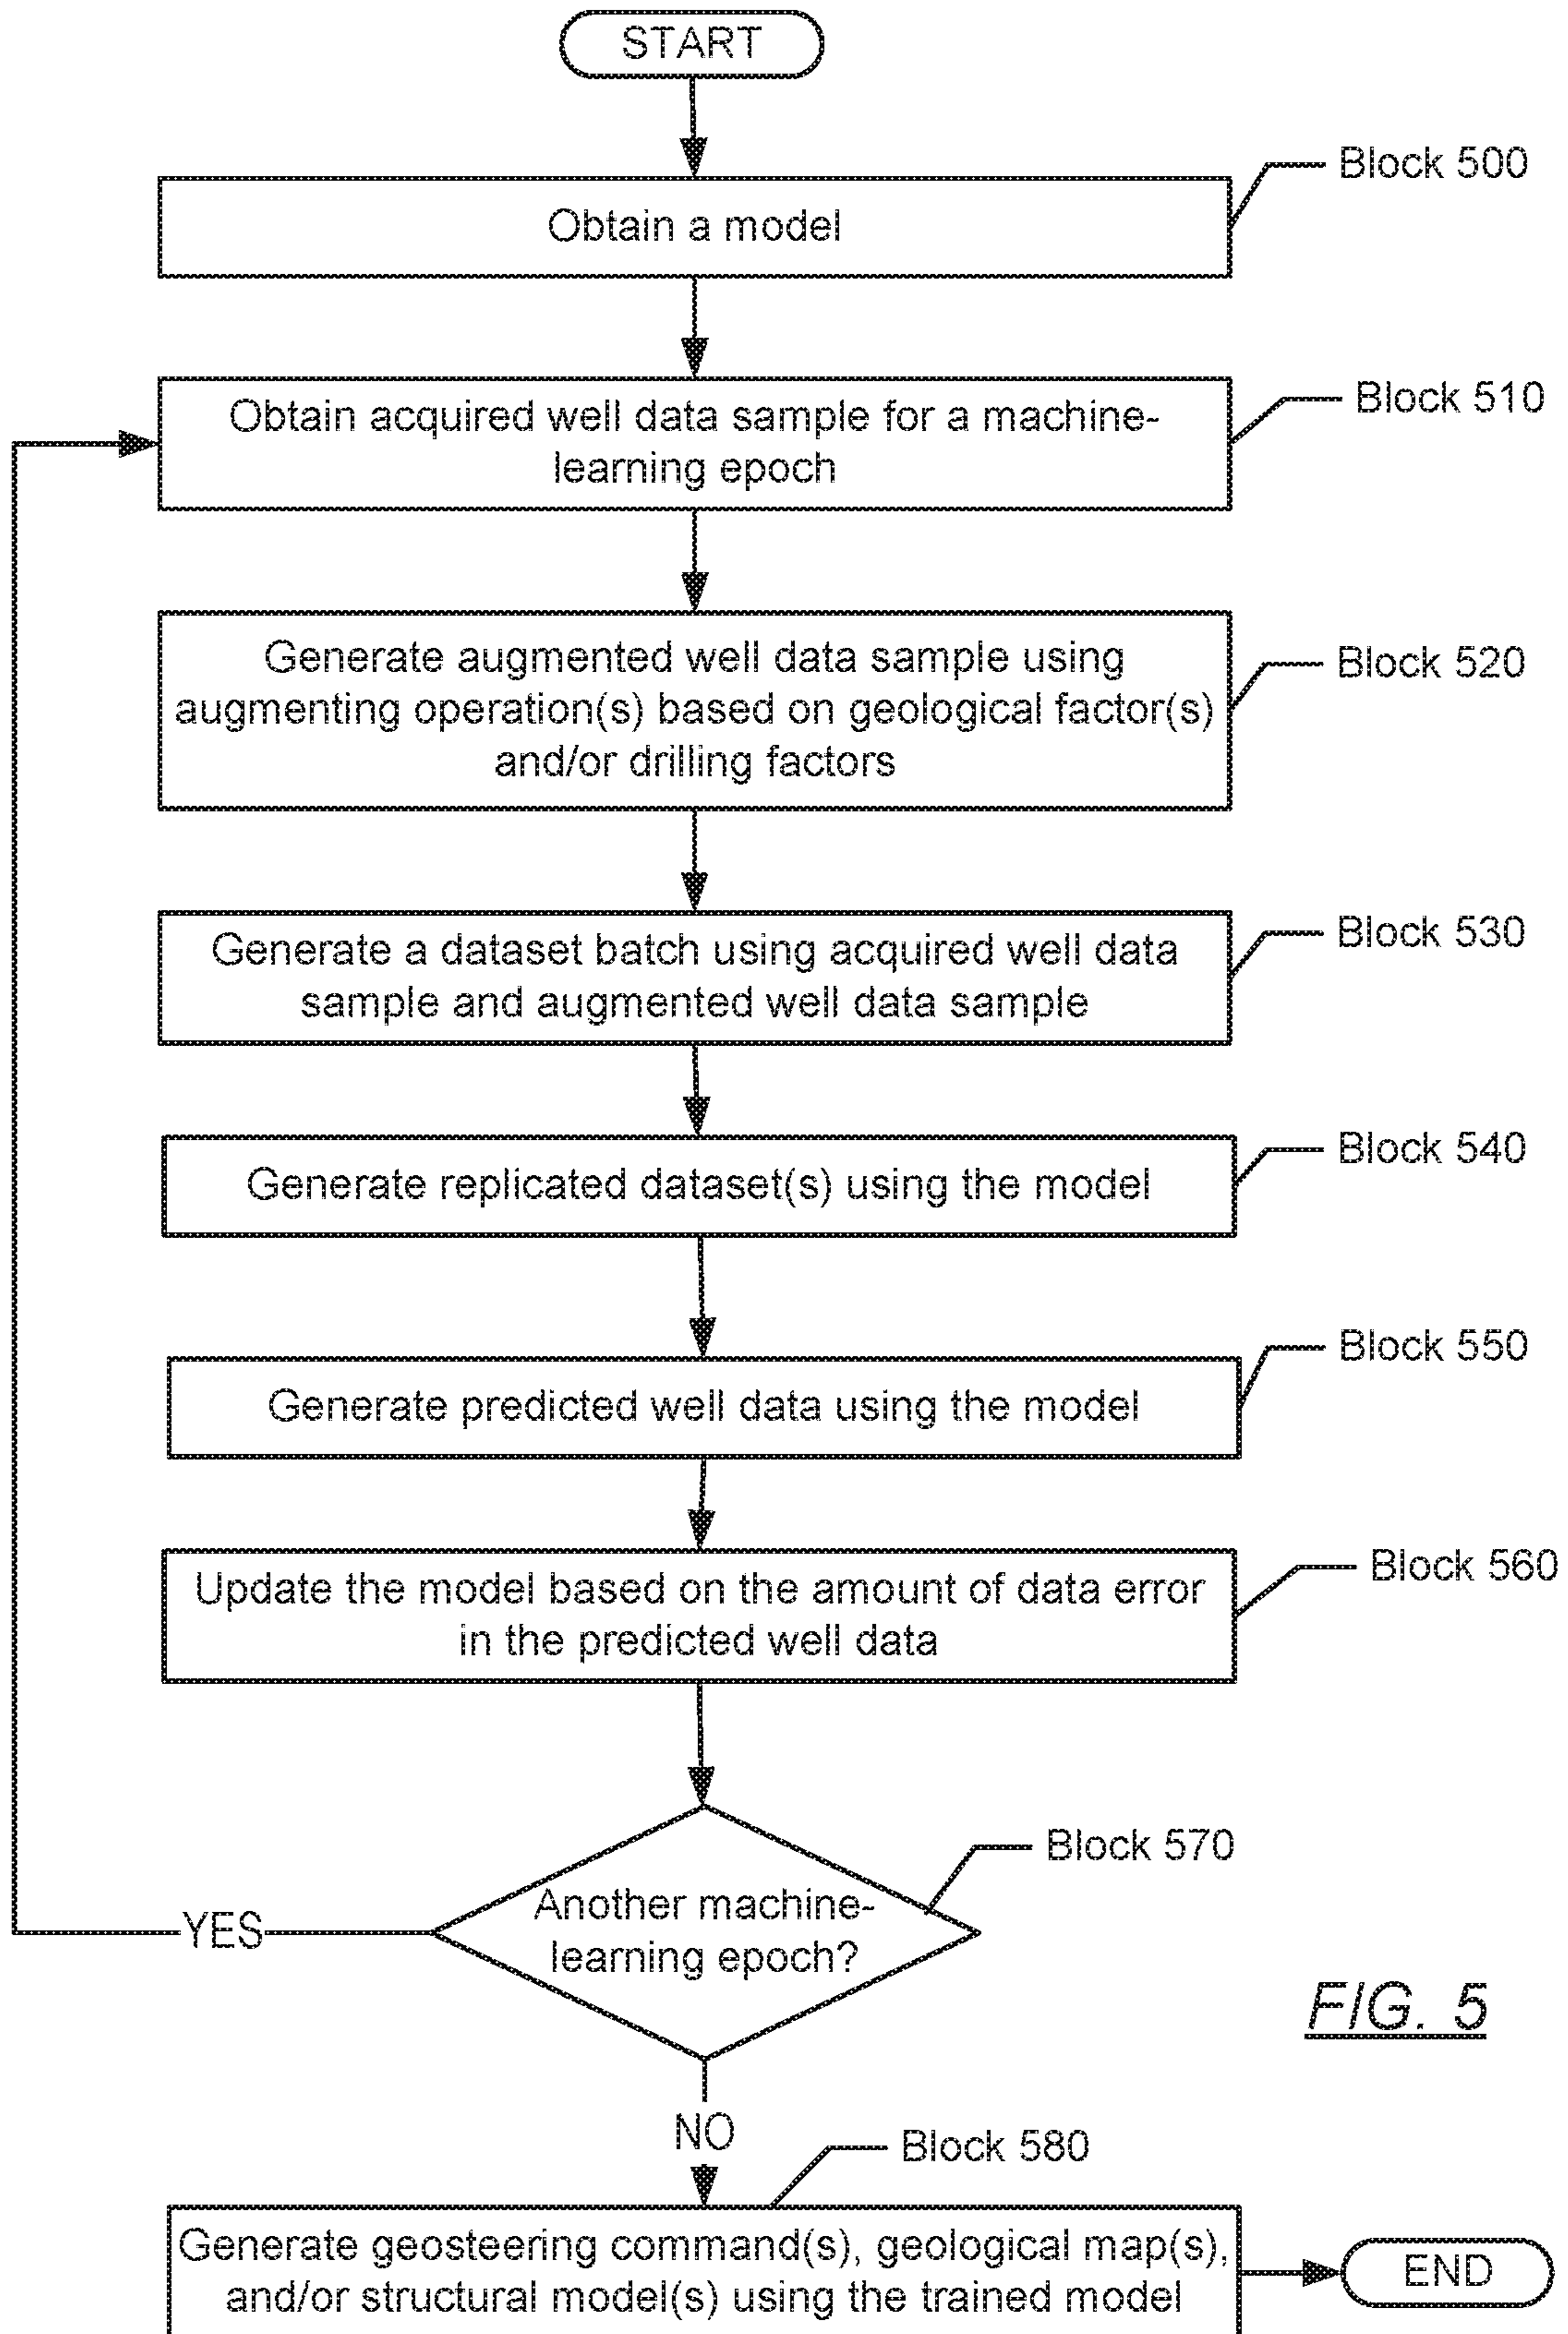 START
Block 500
Obtain a model
Block 510
Obtain acquired well data sample for a machine-
learning epoch
Block 520
Generate augmented well data sample using
augmenting operation(s) based on geological factor(s)
and/or drilling factors
Block 530
Generate a dataset batch using acquired well data
sample and augmented well data sample
Block 540
Generate replicated dataset(s) using the model
Block 550
Generate predicted well data using the model
Block 560
Update the model based on the amount of data error
in the predicted well data
Block 570
Another machine-
learning epoch?
YES
FIG. 5
NO
Block 580
Generate geosteering command(s), geological map(s),
and/or structural model(s) using the trained model
END